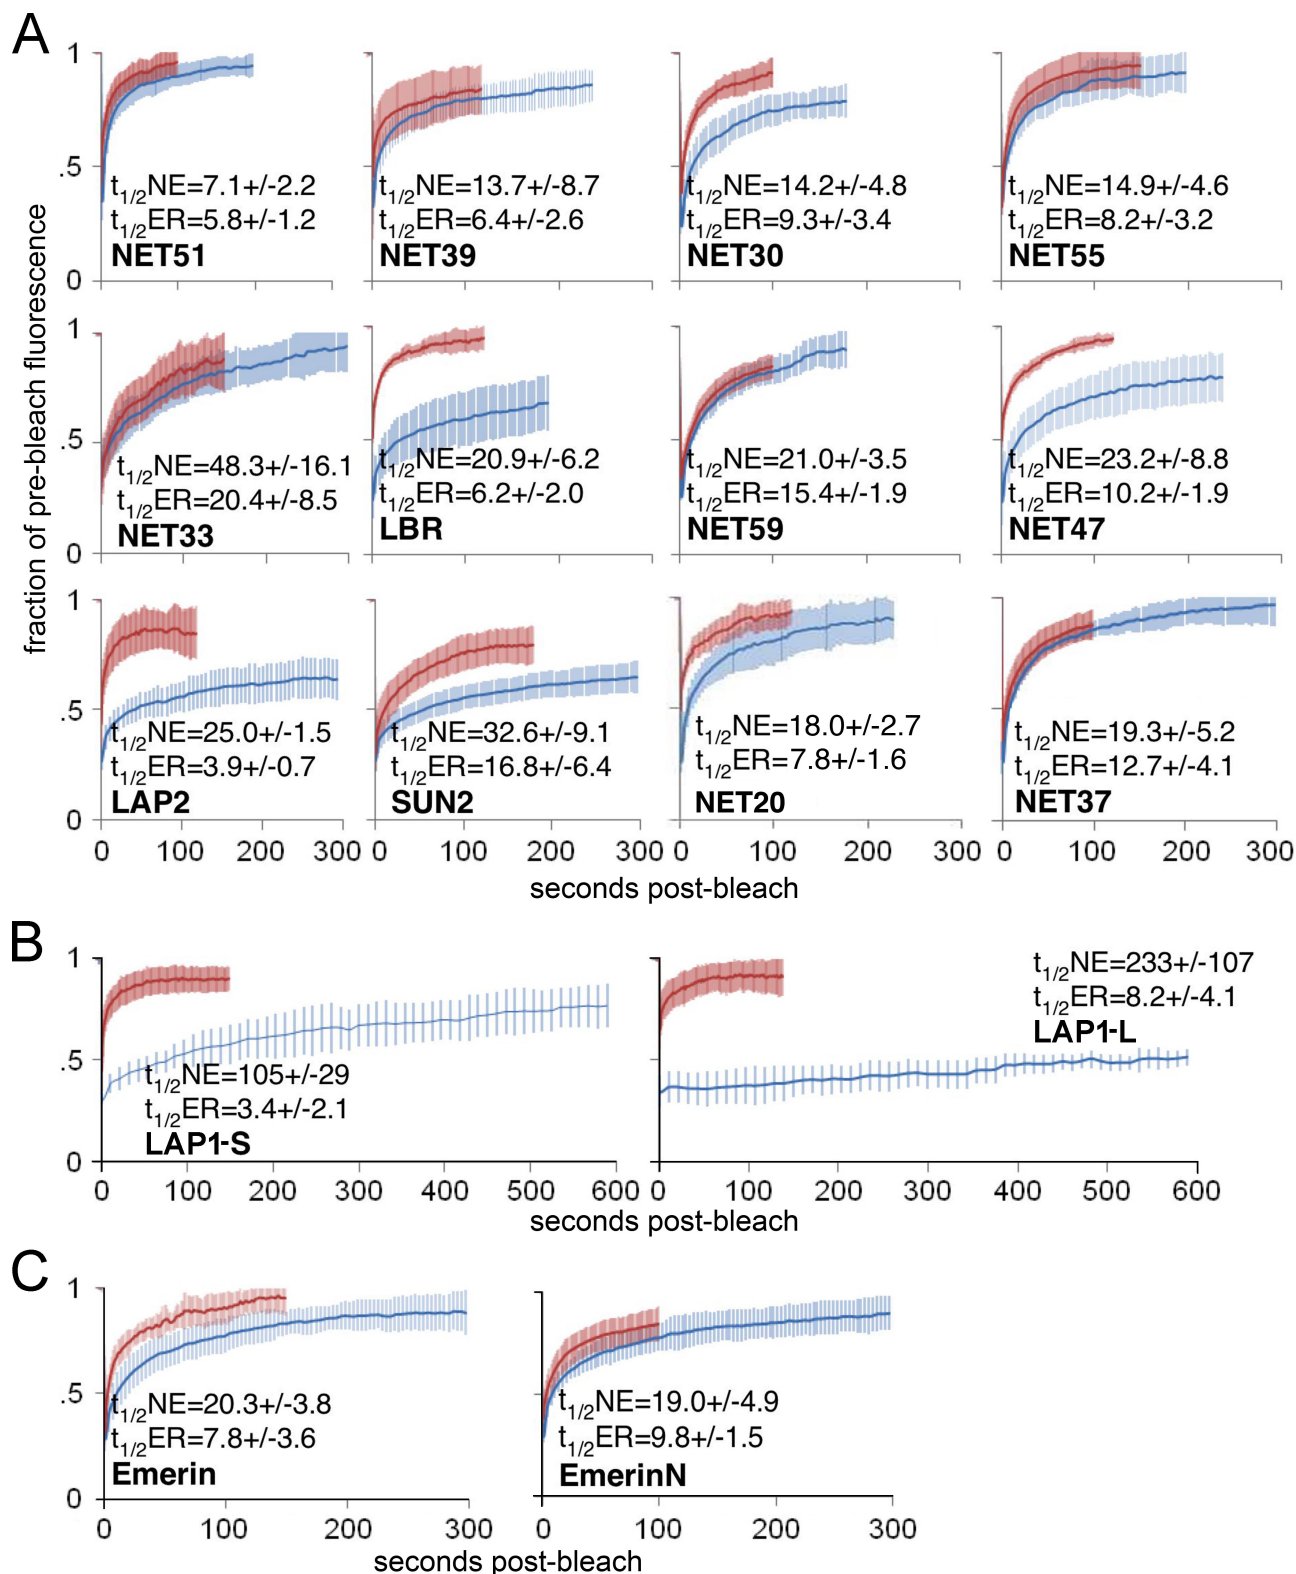 A
fraction of pre-bleach fluorescence
1
.5
0
t1/2NE=7.1+/-2.2
t1/2ER=5.8+/-1.2
NET51
t1/2NE=13.7+/-8.7
t1/2ER=6.4+/-2.6
NET39
t1/2NE=14.2+/-4.8
t1/2ER=9.3+/-3.4
NET30
t1/2NE=14.9+/-4.6
t1/2ER=8.2+/-3.2
NET55
1
.5
0
t1/2NE=48.3+/-16.1
t1/2ER=20.4+/-8.5
NET33
t1/2NE=20.9+/-6.2
t1/2ER=6.2+/-2.0
LBR
t1/2NE=21.0+/-3.5
t1/2ER=15.4+/-1.9
NET59
t1/2NE=23.2+/-8.8
t1/2ER=10.2+/-1.9
NET47
1
.5
0
t1/2NE=25.0+/-1.5
t1/2ER=3.9+/-0.7
LAP2
t1/2NE=32.6+/-9.1
t1/2ER=16.8+/-6.4
SUN2
t1/2NE=18.0+/-2.7
t1/2ER=7.8+/-1.6
NET20
t1/2NE=19.3+/-5.2
t1/2ER=12.7+/-4.1
NET37
0 100 200 300 0 100 200 300 0 100 200 300 0 100 200 300
seconds post-bleach
B
1
.5
0
t1/2NE=105+/-29
t1/2ER=3.4+/-2.1
LAP1-S
t1/2NE=233+/-107
t1/2ER=8.2+/-4.1
LAP1-L
0 100 200 300 400 500 600 0 100 200 300 400 500 600
seconds post-bleach
C
1
.5
0
t1/2NE=20.3+/-3.8
t1/2ER=7.8+/-3.6
Emerin
t1/2NE=19.0+/-4.9
t1/2ER=9.8+/-1.5
EmerinN
0 100 200 300 0 100 200 300
seconds post-bleach